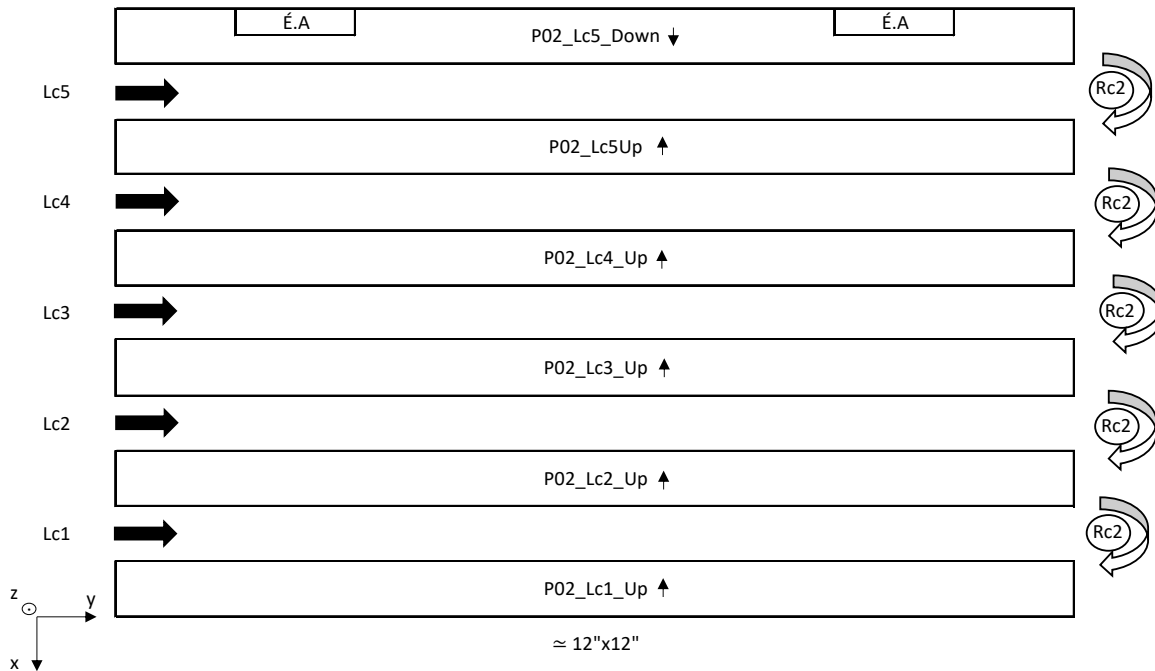 É.A É.A
P02_Lc5_Down
Lc5 Rc2
P02_Lc5Up
Lc4 Rc2
P02_Lc4_Up
Lc3 Rc2
P02_Lc3_Up
Lc2 Rc2
P02_Lc2_Up
Lc1 Rc2
P02_Lc1_Up
z y
x
≃ 12"x12"